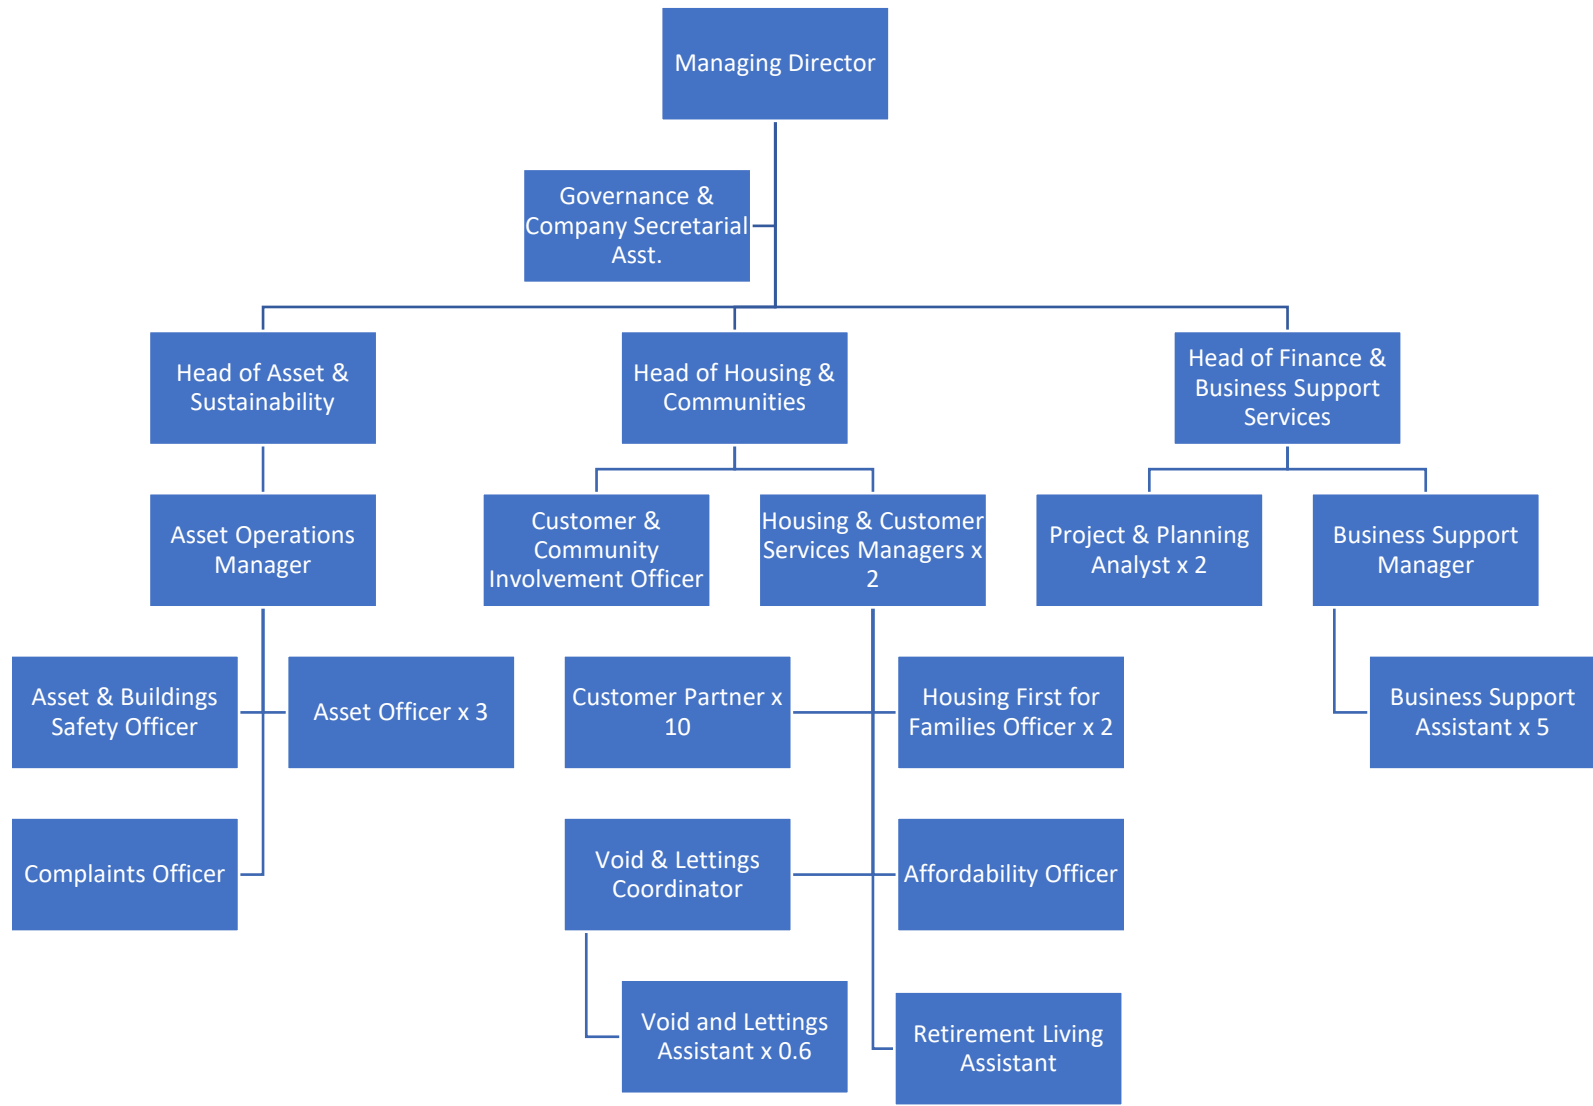 Managing Director
Governance &
Company Secretarial
Asst.
Head of Asset &
Sustainability
Head of Housing &
Communities
Head of Finance &
Business Support
Services
Asset Operations
Manager
Customer &
Community
Involvement Officer
Housing & Customer
Services Managers x
2
Project & Planning
Analyst x 2
Business Support
Manager
Asset & Buildings
Safety Officer
Asset Officer x 3
Customer Partner x
10
Housing First for
Families Officer x 2
Business Support
Assistant x 5
Complaints Officer
Void & Lettings
Coordinator
Affordability Officer
Void and Lettings
Assistant x 0.6
Retirement Living
Assistant